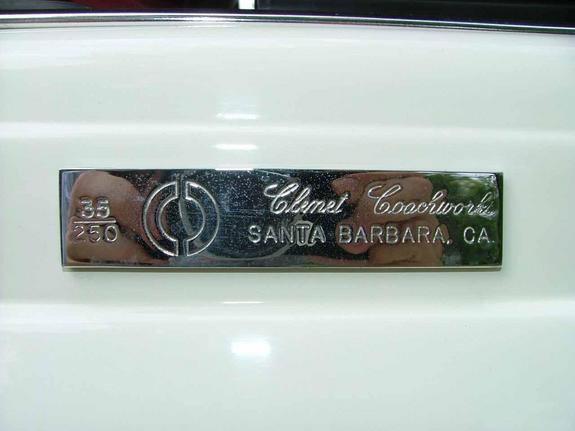 35
250
Clenet Coachworks
SANTA BARBARA, CA.